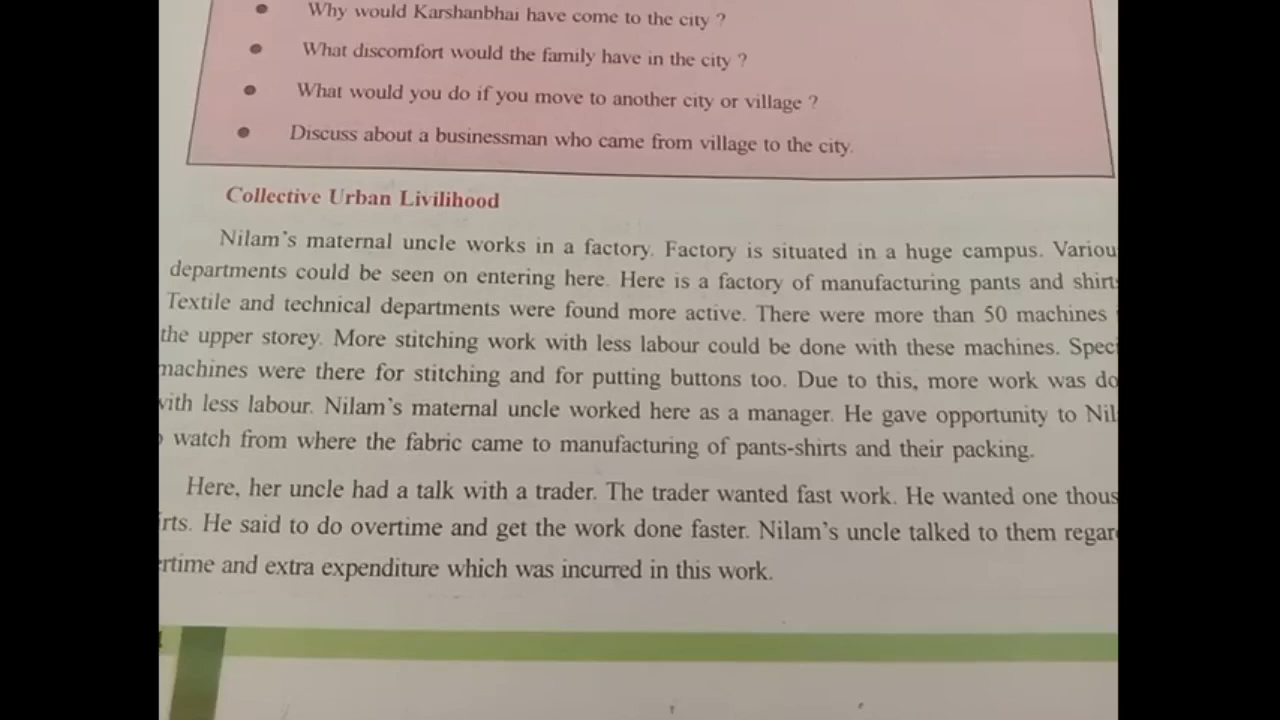 Why would Karshanbhai have come to the city ?
What discomfort would the family have in the city ?
What would you do if you move to another city or village ?
Discuss about a businessman who came from village to the city.
Collective Urban Livilihood
Nilam's maternal uncle works in a factory. Factory is situated in a huge campus. Variou
departments could be seen on entering here. Here is a factory of manufacturing pants and shirt
Textile and technical departments were found more active. There were more than 50 machines
the upper storey. More stitching work with less labour could be done with these machines. Spec
machines were there for stitching and for putting buttons too. Due to this, more work was do
with less labour. Nilam's maternal uncle worked here as a manager. He gave opportunity to Nil
watch from where the fabric came to manufacturing of pants-shirts and their packing.
Here, her uncle had a talk with a trader. The trader wanted fast work. He wanted one thous
rts. He said to do overtime and get the work done faster. Nilam's uncle talked to them regar
rtime and extra expenditure which was incurred in this work.